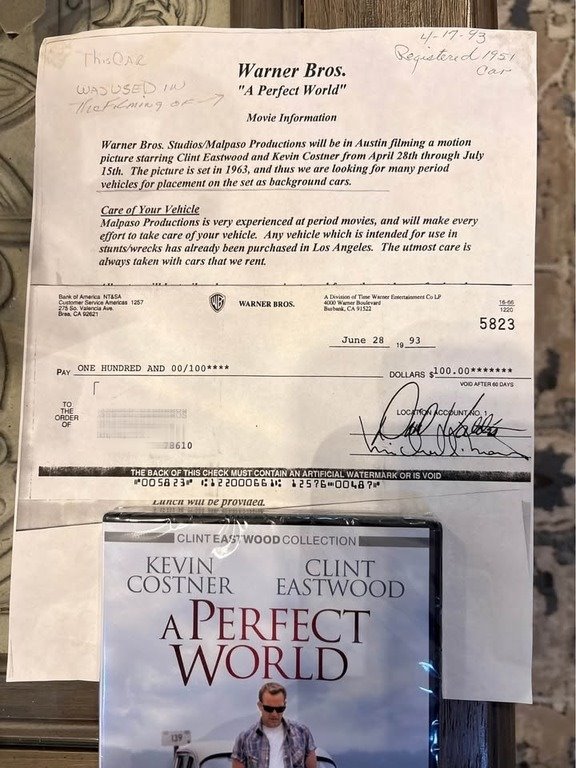 This CAR
WAS USED IN
THE FILMING OF →
4-17-93
Registered 1951
Car
Warner Bros.
"A Perfect World"
Movie Information
Warner Bros. Studios/Malpaso Productions will be in Austin filming a motion
picture starring Clint Eastwood and Kevin Costner from April 28th through July
15th. The picture is set in 1963, and thus we are looking for many period
vehicles for placement on the set as background cars.
Care of Your Vehicle
Malpaso Productions is very experienced at period movies, and will make every
effort to take care of your vehicle. Any vehicle which is intended for use in
stunts/wrecks has already been purchased in Los Angeles. The utmost care is
always taken with cars that we rent.
Bank of America NT&SA
Customer Service Americas 1257
275 So. Valencia Ave.
Brea, CA 92621
WB
WARNER BROS.
A Division of Time Warner Entertainment Co LP
4000 Warner Boulevard
Burbank, CA 91522
16-66
1220
5823
June 28 19 93
PAY ONE HUNDRED AND 00/100**** DOLLARS $100.00*******
VOID AFTER 60 DAYS
TO
THE
ORDER
OF
78610
LOCATION ACCOUNT NO. 1
THE BACK OF THIS CHECK MUST CONTAIN AN ARTIFICIAL WATERMARK OR IS VOID
⑈005823⑈ ⑆122000661⑆ 12576⑉00487⑈
Lunch will be provided.
CLINT EASTWOOD COLLECTION
KEVIN
COSTNER
CLINT
EASTWOOD
A PERFECT
WORLD
139